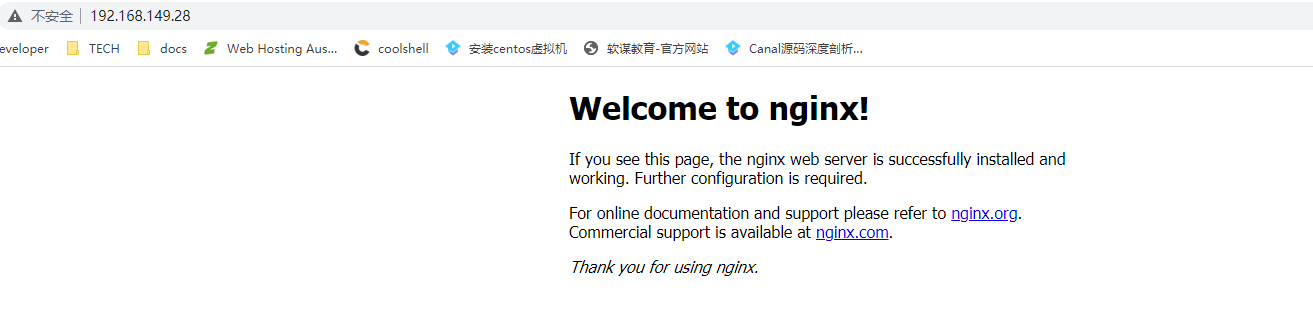 不安全 192.168.149.28
eveloper TECH docs Web Hosting Aus... coolshell 安装centos虚拟机 软谋教育-官方网站 Canal源码深度剖析...
Welcome to nginx!
If you see this page, the nginx web server is successfully installed and
working. Further configuration is required.
For online documentation and support please refer to nginx.org.
Commercial support is available at nginx.com.
Thank you for using nginx.